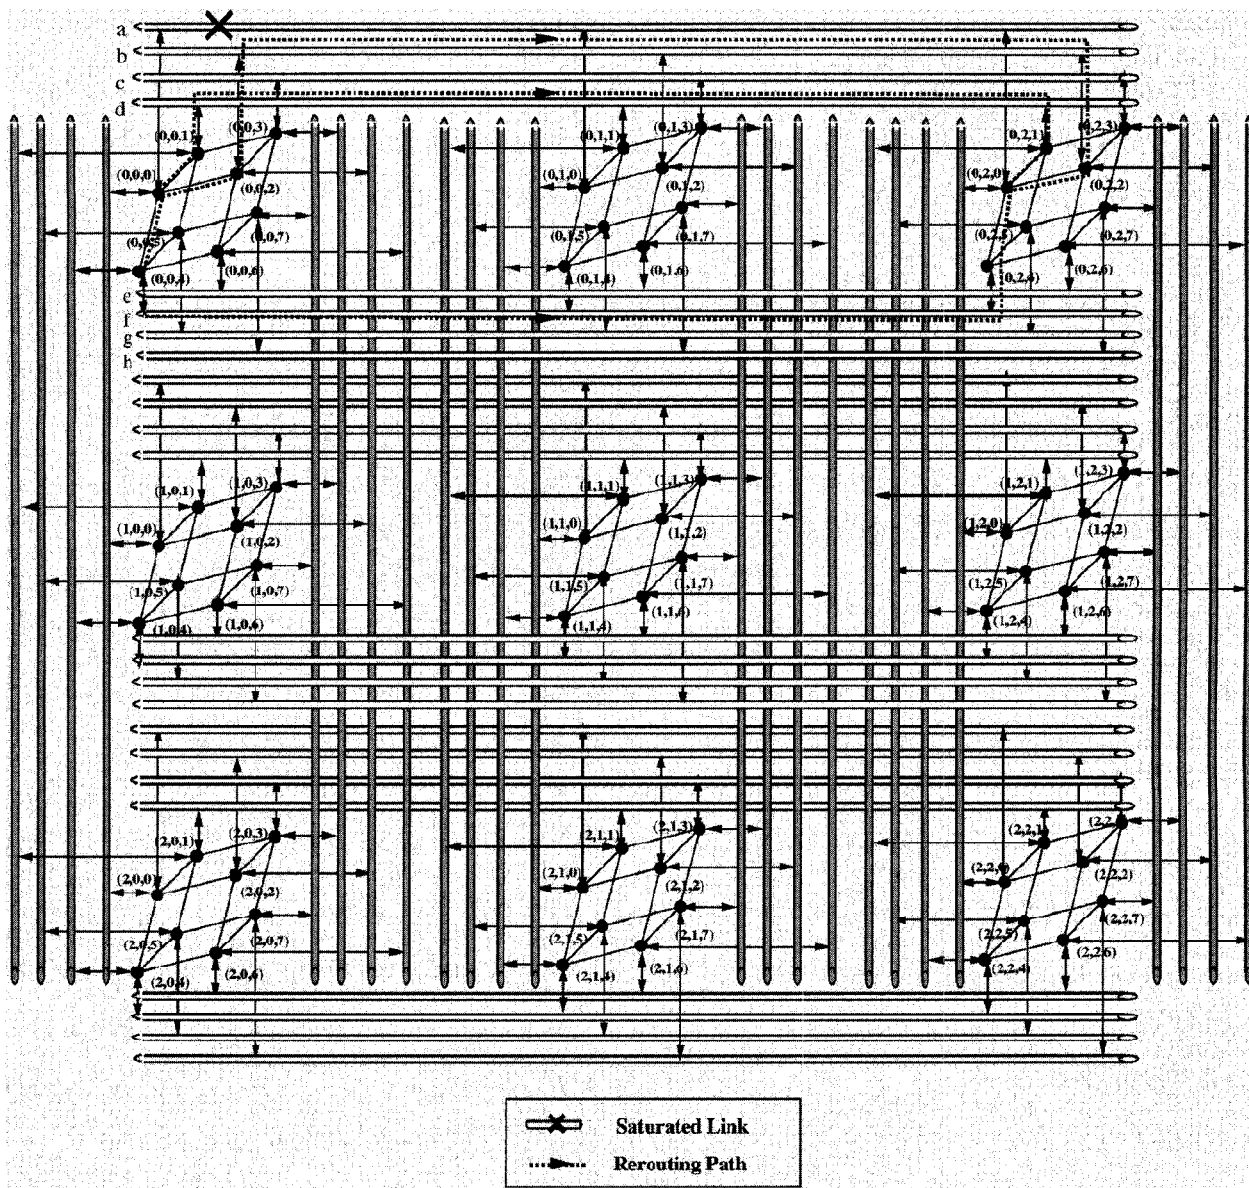 a
b
c
d
(0,0,1) (0,0,3) (0,1,1) (0,1,3) (0,2,1) (0,2,3)
(0,0,0) (0,0,2) (0,1,0) (0,1,2) (0,2,0) (0,2,2)
(0,0,5) (0,0,7) (0,1,5) (0,1,7) (0,2,5) (0,2,7)
(0,0,4) (0,0,6) (0,1,4) (0,1,6) (0,2,4) (0,2,6)
e
f
g
h
(1,0,1) (1,0,3) (1,1,1) (1,1,3) (1,2,1) (1,2,3)
(1,0,0) (1,0,2) (1,1,0) (1,1,2) (1,2,0) (1,2,2)
(1,0,5) (1,0,7) (1,1,5) (1,1,7) (1,2,5) (1,2,7)
(1,0,4) (1,0,6) (1,1,4) (1,1,6) (1,2,4) (1,2,6)
(2,0,1) (2,0,3) (2,1,1) (2,1,3) (2,2,1)
(2,0,0) (2,0,2) (2,1,0) (2,1,2) (2,2,2)
(2,0,5) (2,0,7) (2,1,5) (2,1,7) (2,2,5) (2,2,7)
(2,0,4) (2,0,6) (2,1,4) (2,1,6) (2,2,4) (2,2,6)
Saturated Link
Rerouting Path